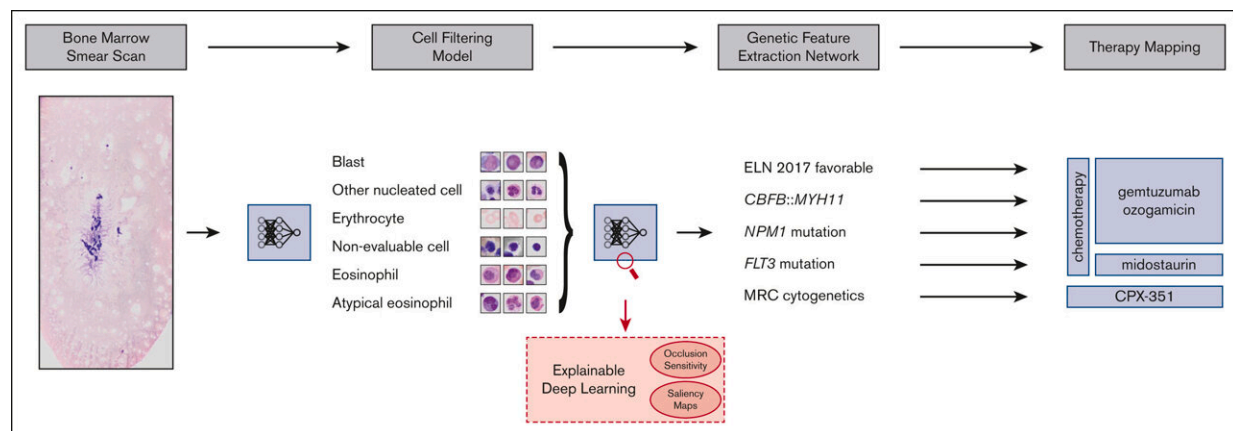 Bone Marrow
Smear Scan
Cell Filtering
Model
Genetic Feature
Extraction Network
Therapy Mapping
Blast
Other nucleated cell
Erythrocyte
Non-evaluable cell
Eosinophil
Atypical eosinophil
ELN 2017 favorable
CBFB::MYH11
NPM1 mutation
FLT3 mutation
MRC cytogenetics
chemotherapy
gemtuzumab
ozogamicin
midostaurin
CPX-351
Explainable
Deep Learning
Occlusion
Sensitivity
Saliency
Maps